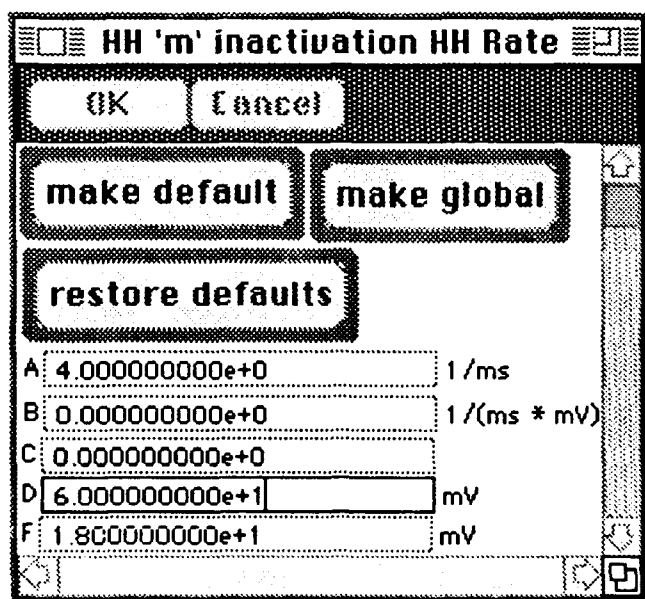 HH 'm' inactivation HH Rate
OK Cancel
make default make global
restore defaults
A 4.000000000e+0 1/ms
B 0.000000000e+0 1/(ms * mV)
C 0.000000000e+0
D 6.000000000e+1 mV
F 1.800000000e+1 mV